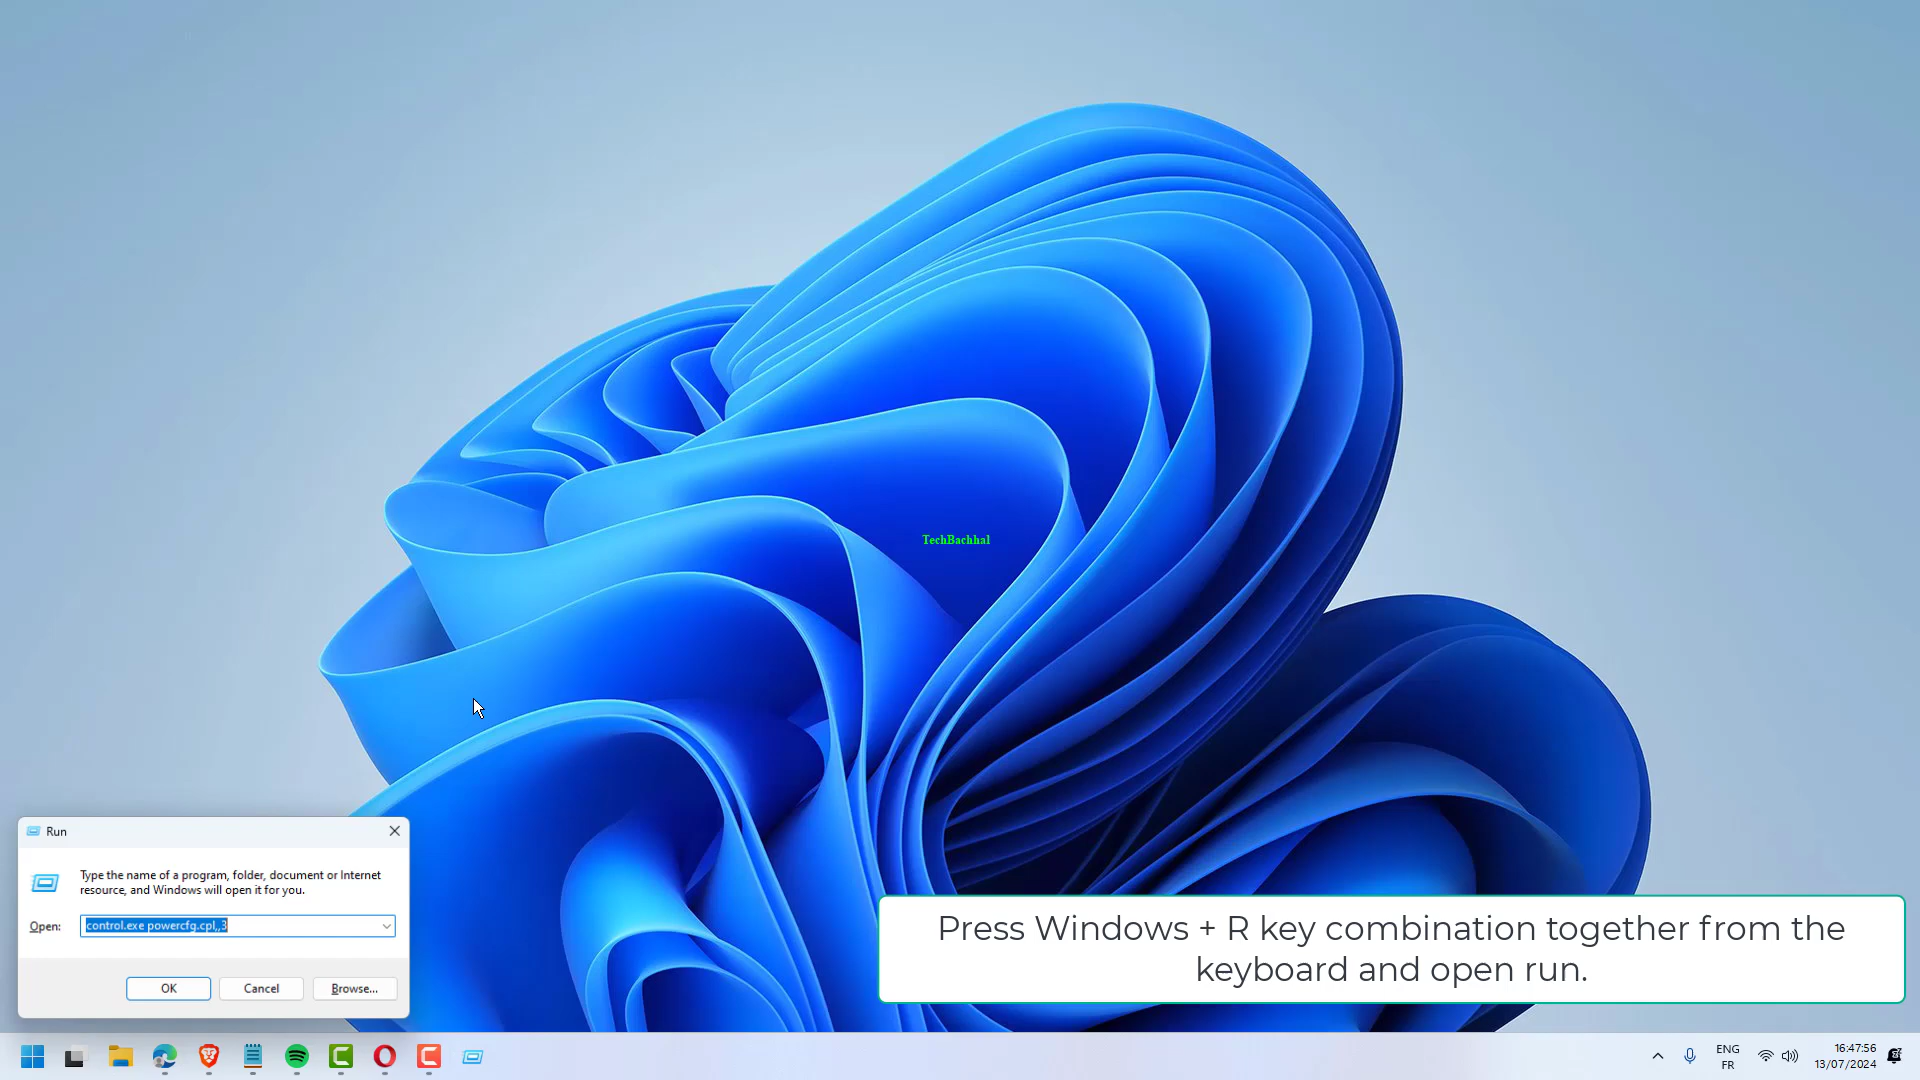 TechBachhal
Run
Type the name of a program, folder, document or Internet
resource, and Windows will open it for you.
Open: control.exe powercfg.cpl,,3
OK Cancel Browse...
Press Windows + R key combination together from the
keyboard and open run.
ENG
FR
16:47:56
13/07/2024